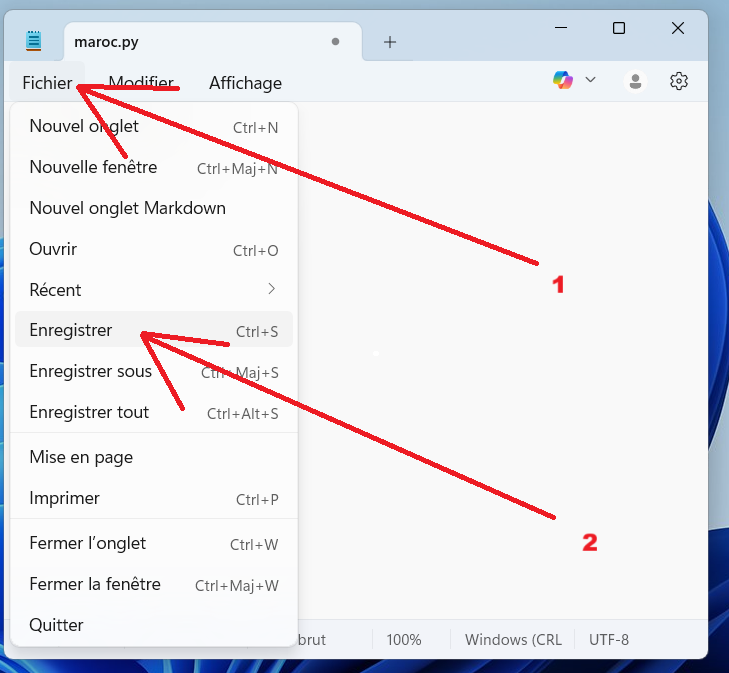 maroc.py
Fichier Modifier Affichage
Nouvel onglet Ctrl+N
Nouvelle fenêtre Ctrl+Maj+N
Nouvel onglet Markdown
Ouvrir Ctrl+O
Récent
1
Enregistrer Ctrl+S
Enregistrer sous Ctrl+Maj+S
Enregistrer tout Ctrl+Alt+S
Mise en page
Imprimer Ctrl+P
Fermer l’onglet Ctrl+W
2
Fermer la fenêtre Ctrl+Maj+W
Quitter
brut 100% Windows (CRL UTF-8